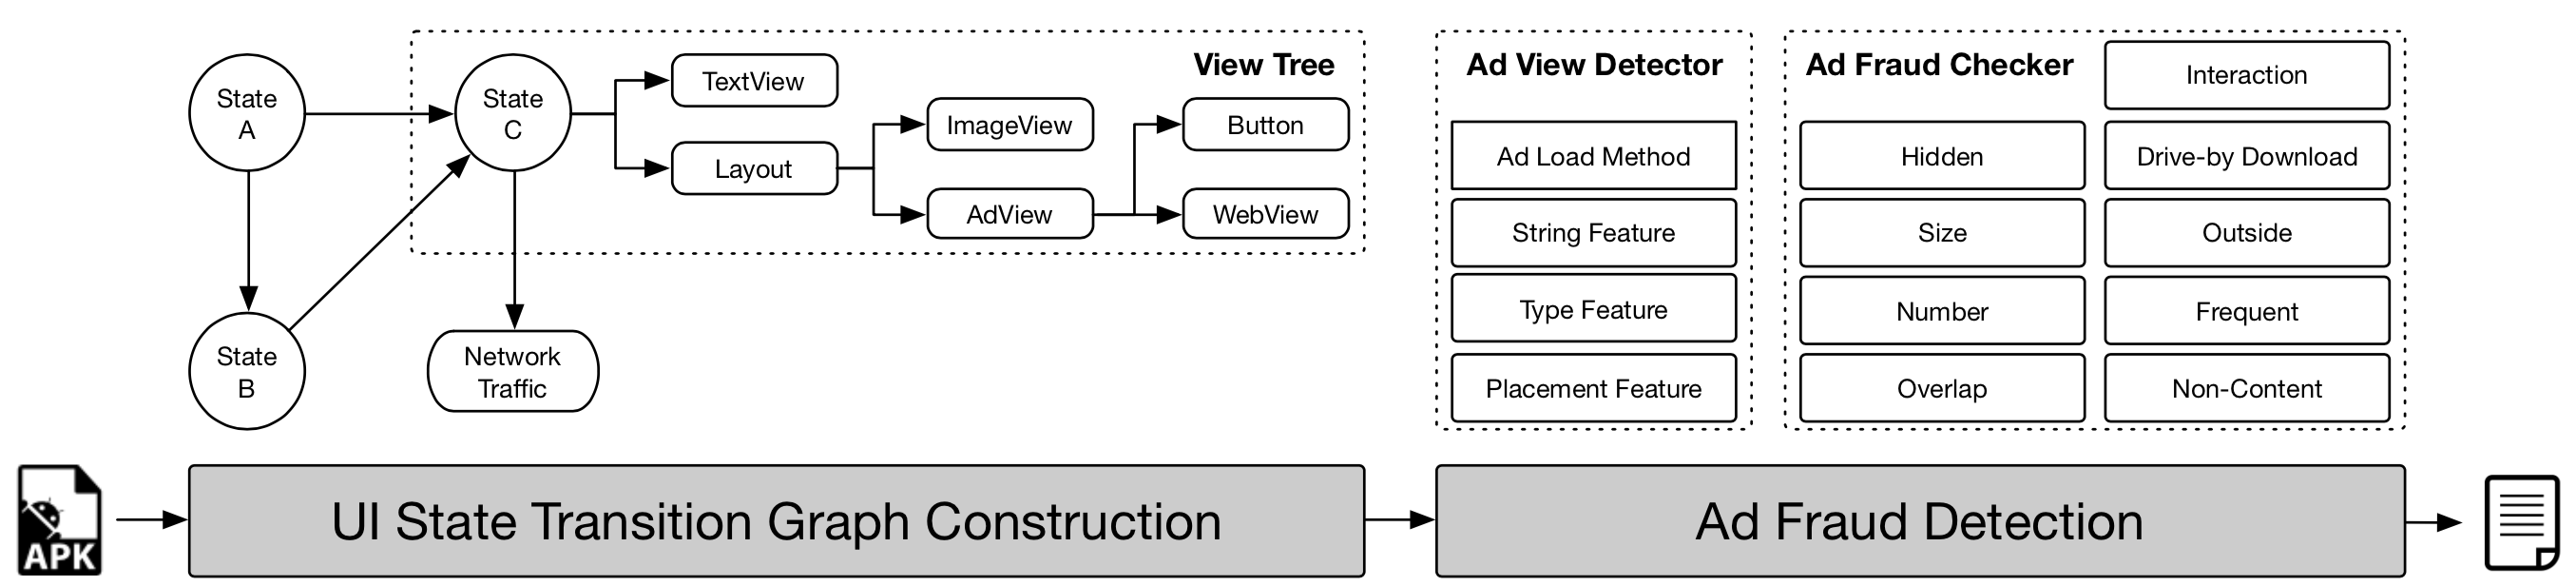 State
A
State
C
TextView
Layout
ImageView
AdView
View Tree
Button
WebView
State
B
Network
Traffic
Ad View Detector
Ad Load Method
String Feature
Type Feature
Placement Feature
Ad Fraud Checker
Hidden
Size
Number
Overlap
Interaction
Drive-by Download
Outside
Frequent
Non-Content
APK
UI State Transition Graph Construction
Ad Fraud Detection